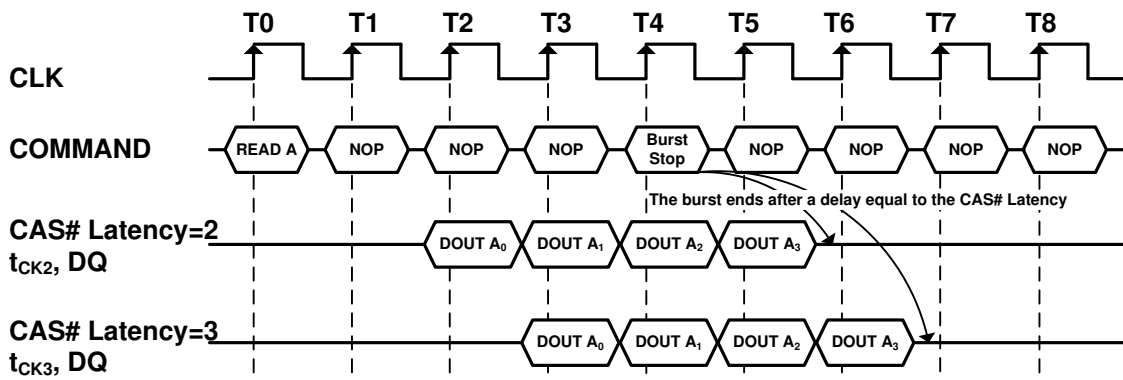 T0 T1 T2 T3 T4 T5 T6 T7 T8
CLK
COMMAND READ A NOP NOP NOP Burst Stop NOP NOP NOP NOP
The burst ends after a delay equal to the CAS# Latency
CAS# Latency=2
tCK2, DQ DOUT A0 DOUT A1 DOUT A2 DOUT A3
CAS# Latency=3
tCK3, DQ DOUT A0 DOUT A1 DOUT A2 DOUT A3